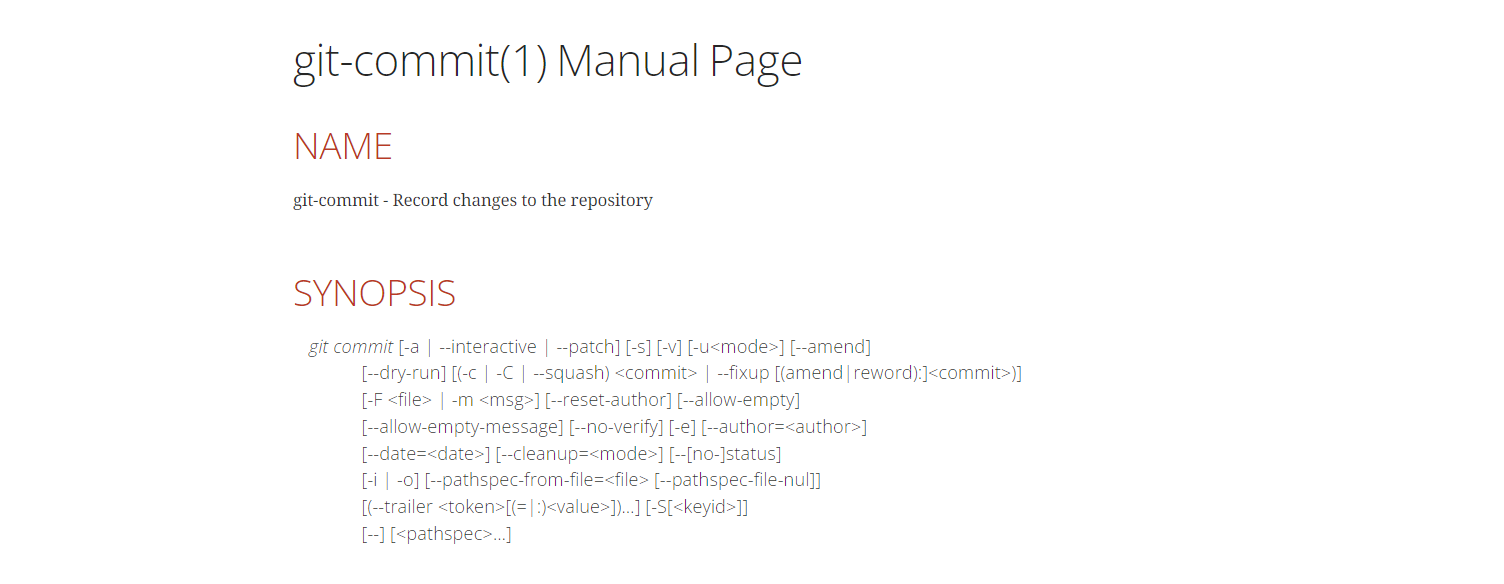 git-commit(1) Manual Page
NAME
git-commit - Record changes to the repository
SYNOPSIS
git commit [-a | --interactive | --patch] [-s] [-v] [-u<mode>] [--amend]
[--dry-run] [(-c | -C | --squash) <commit> | --fixup [(amend|reword):]<commit>)]
[-F <file> | -m <msg>] [--reset-author] [--allow-empty]
[--allow-empty-message] [--no-verify] [-e] [--author=<author>]
[--date=<date>] [--cleanup=<mode>] [--[no-]status]
[-i | -o] [--pathspec-from-file=<file> [--pathspec-file-nul]]
[(--trailer <token>[(=|:)<value>])…​] [-S[<keyid>]]
[--] [<pathspec>…​]